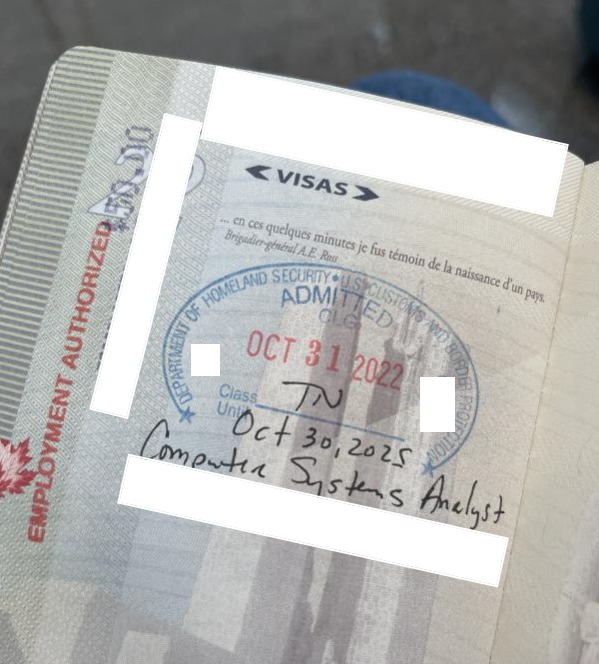 VISAS
... en ces quelques minutes je fus témoin de la naissance d'un pays.
Brigadier-général A.E. Ross
DEPARTMENT OF HOMELAND SECURITY U.S. CUSTOMS AND BORDER PROTECTION
ADMITTED
CLG
OCT 31 2022
Class TN
Until Oct 30, 2025
Computer Systems Analyst
EMPLOYMENT AUTHORIZED